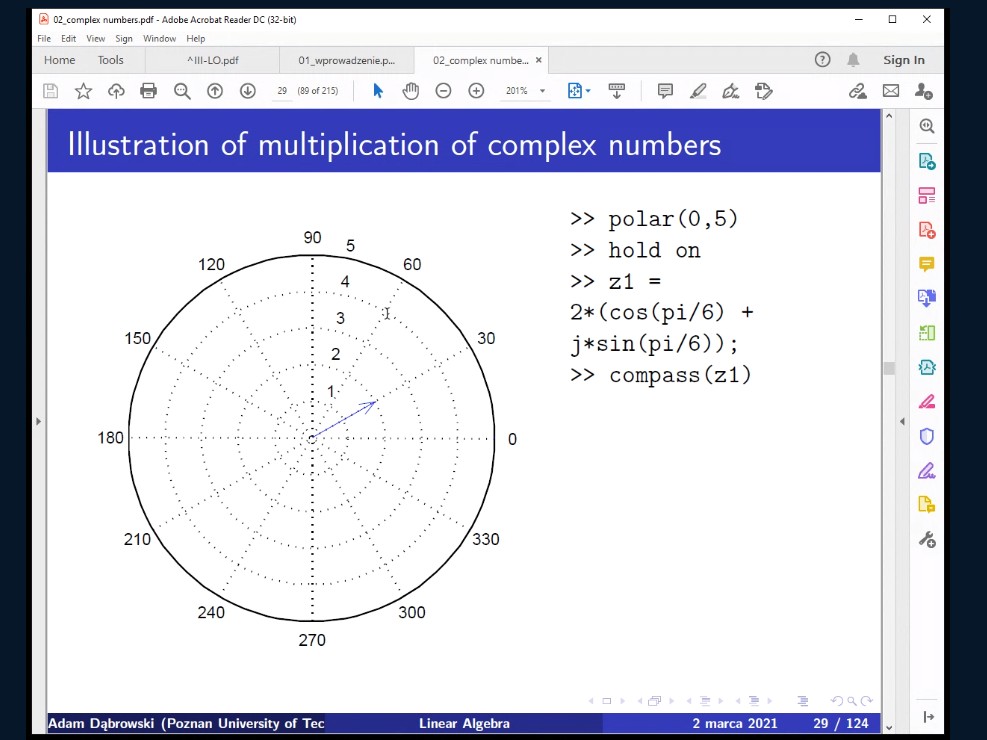 02_complex numbers.pdf - Adobe Acrobat Reader DC (32-bit)
File Edit View Sign Window Help
Home Tools ^III-LO.pdf 01_wprowadzenie.p... 02_complex numbe... × Sign In
29 (89 of 215) 201%
Illustration of multiplication of complex numbers
90
5
120
60
4
3
150
30
2
1
180
0
210
330
240
300
270
>> polar(0,5)
>> hold on
>> z1 =
2*(cos(pi/6) +
j*sin(pi/6));
>> compass(z1)
Adam Dąbrowski (Poznan University of Tec Linear Algebra 2 marca 2021 29 / 124